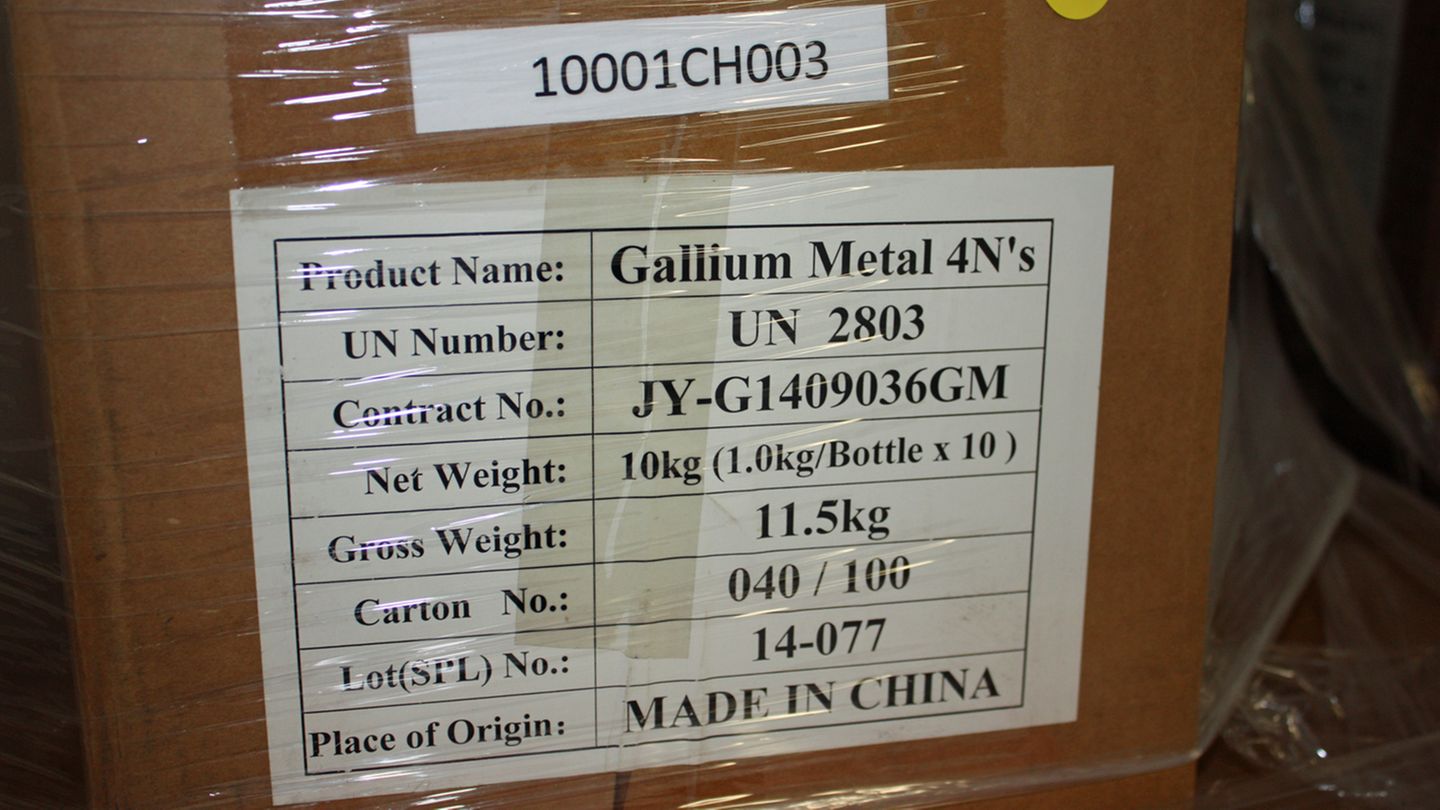 10001CH003
Product Name: Gallium Metal 4N's
UN Number: UN 2803
Contract No.: JY-G1409036GM
Net Weight: 10kg (1.0kg/Bottle x 10 )
Gross Weight: 11.5kg
Carton No.: 040 / 100
Lot(SPL) No.: 14-077
Place of Origin: MADE IN CHINA